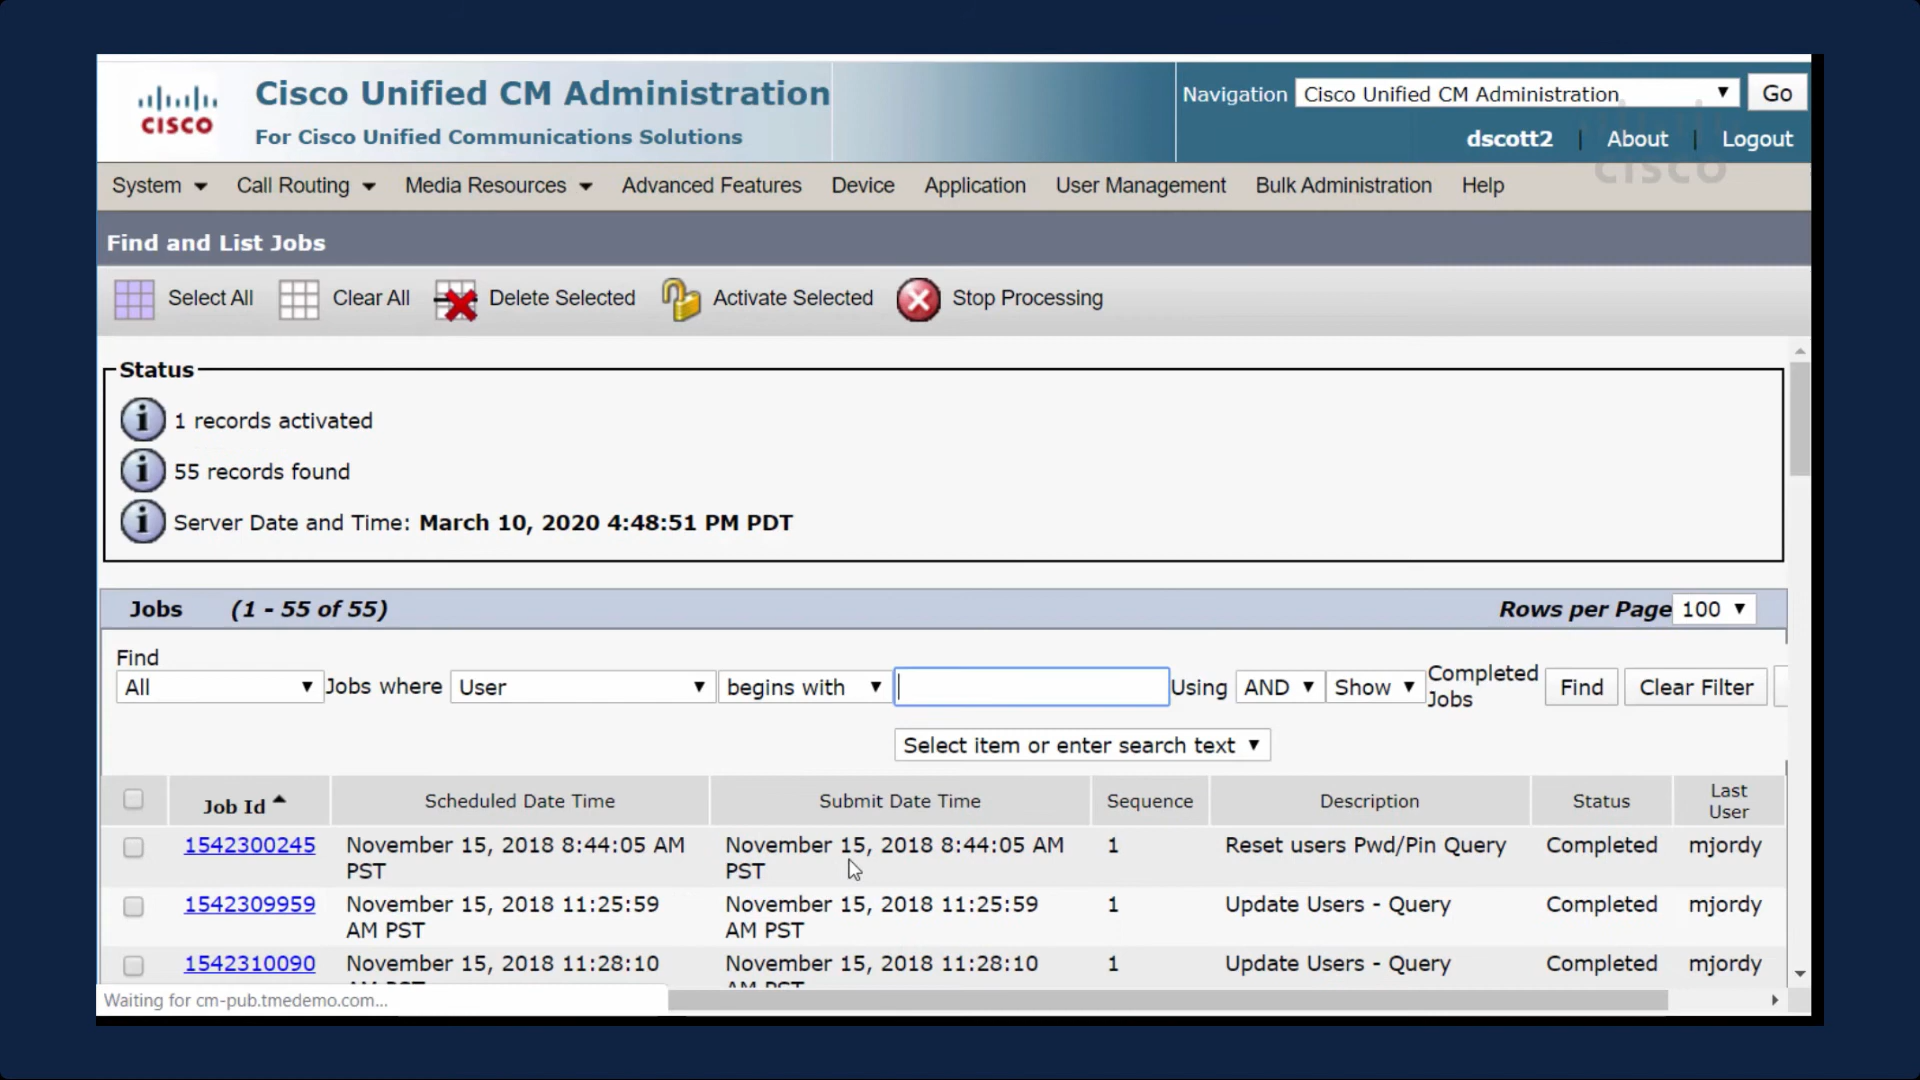 Cisco Unified CM Administration
For Cisco Unified Communications Solutions
CISCO
Navigation Cisco Unified CM Administration Go
dscott2 | About | Logout
cisco
System Call Routing Media Resources Advanced Features Device Application User Management Bulk Administration Help
Find and List Jobs
Select All Clear All Delete Selected Activate Selected Stop Processing
Status
1 records activated
55 records found
Server Date and Time: March 10, 2020 4:48:51 PM PDT
Jobs (1 - 55 of 55) Rows per Page 100
Find
All Jobs where User begins with Using AND Show Completed Jobs Find Clear Filter
Select item or enter search text
Job Id Scheduled Date Time Submit Date Time Sequence Description Status Last User
1542300245 November 15, 2018 8:44:05 AM November 15, 2018 8:44:05 AM 1 Reset users Pwd/Pin Query Completed mjordy
PST PST
1542309959 November 15, 2018 11:25:59 November 15, 2018 11:25:59 1 Update Users - Query Completed mjordy
AM PST AM PST
1542310090 November 15, 2018 11:28:10 November 15, 2018 11:28:10 1 Update Users - Query Completed mjordy
AM PST AM PST
Waiting for cm-pub.tmedemo.com...